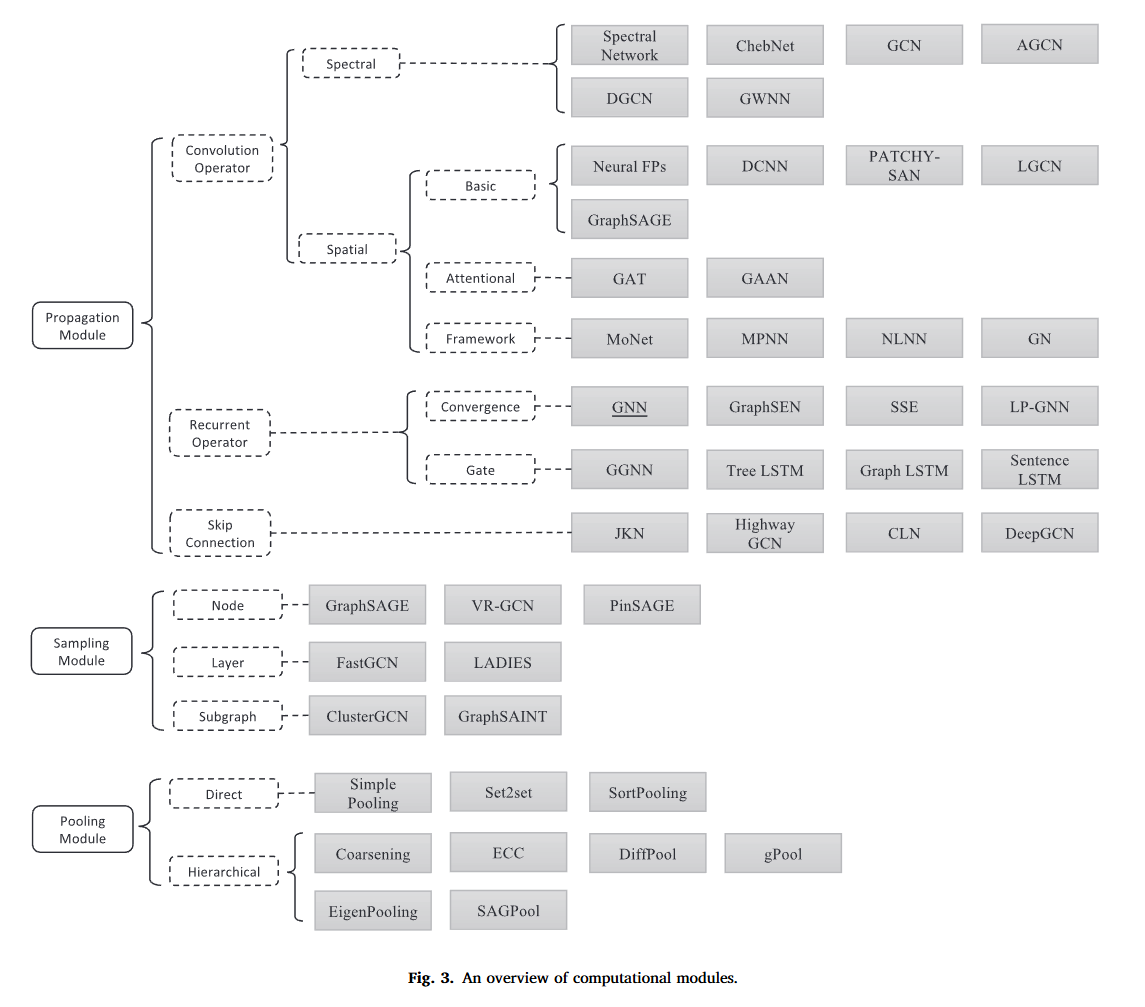 Spectral
Network
ChebNet
GCN
AGCN
Spectral
DGCN
GWNN
Convolution
Operator
Neural FPs
DCNN
PATCHY-
SAN
LGCN
Basic
GraphSAGE
Spatial
Attentional
GAT
GAAN
Propagation
Module
Framework
MoNet
MPNN
NLNN
GN
Convergence
GNN
GraphSEN
SSE
LP-GNN
Recurrent
Operator
Gate
GGNN
Tree LSTM
Graph LSTM
Sentence
LSTM
Skip
Connection
JKN
Highway
GCN
CLN
DeepGCN
Node
GraphSAGE
VR-GCN
PinSAGE
Sampling
Module
Layer
FastGCN
LADIES
Subgraph
ClusterGCN
GraphSAINT
Direct
Simple
Pooling
Set2set
SortPooling
Pooling
Module
Hierarchical
Coarsening
ECC
DiffPool
gPool
EigenPooling
SAGPool
Fig. 3. An overview of computational modules.